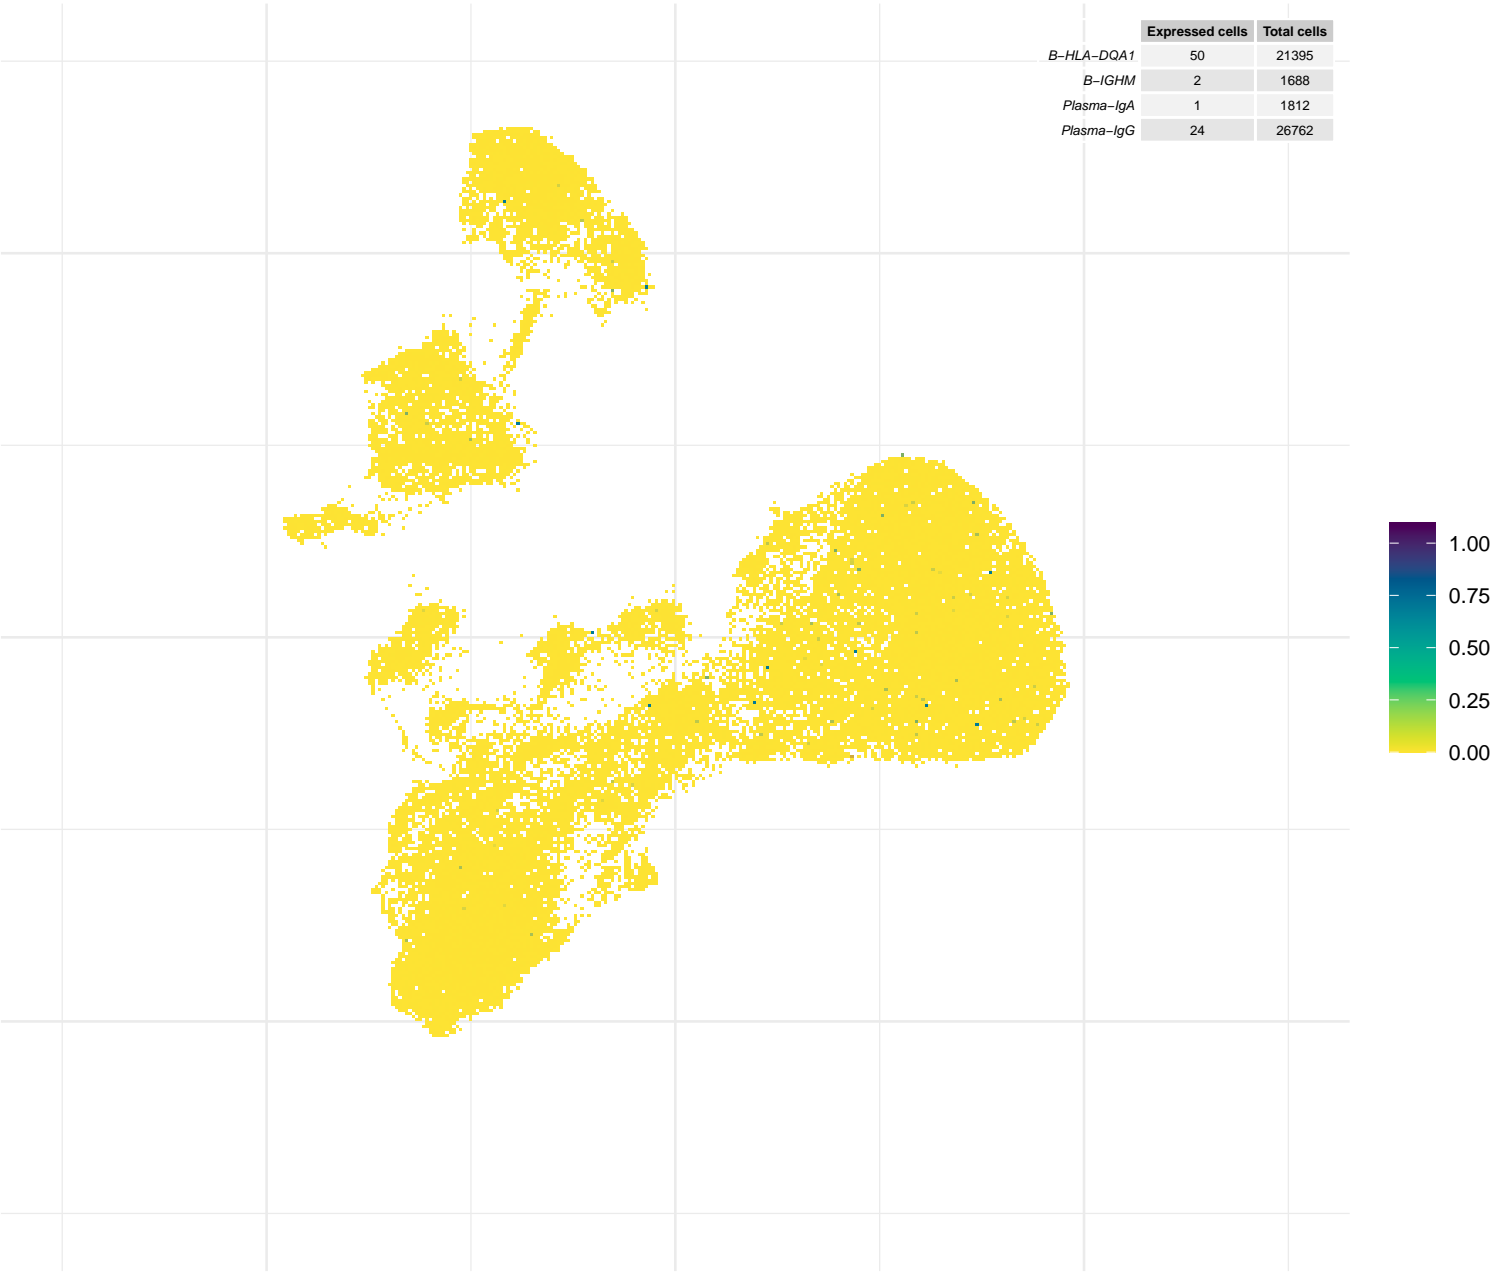 Expressed cells Total cells
B−HLA−DQA1 50 21395
B−IGHM 2 1688
Plasma−IgA 1 1812
Plasma−IgG 24 26762
1.00
0.75
0.50
0.25
0.00